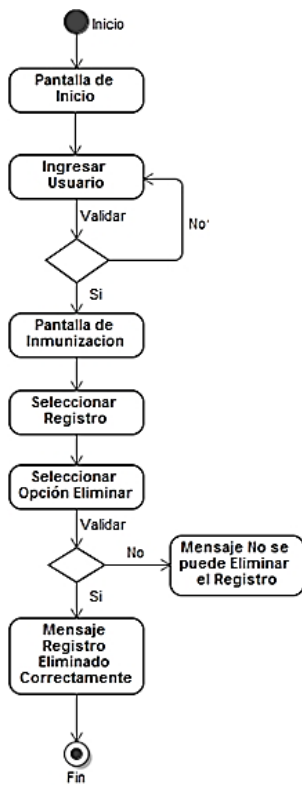 Inicio
Pantalla de
Inicio
Ingresar
Usuario
Validar
No'
Si
Pantalla de
Inmunizacion
Seleccionar
Registro
Seleccionar
Opción Eliminar
Validar
No
Mensaje No se
puede Eliminar
el Registro
Si
Mensaje
Registro
Eliminado
Correctamente
Fin